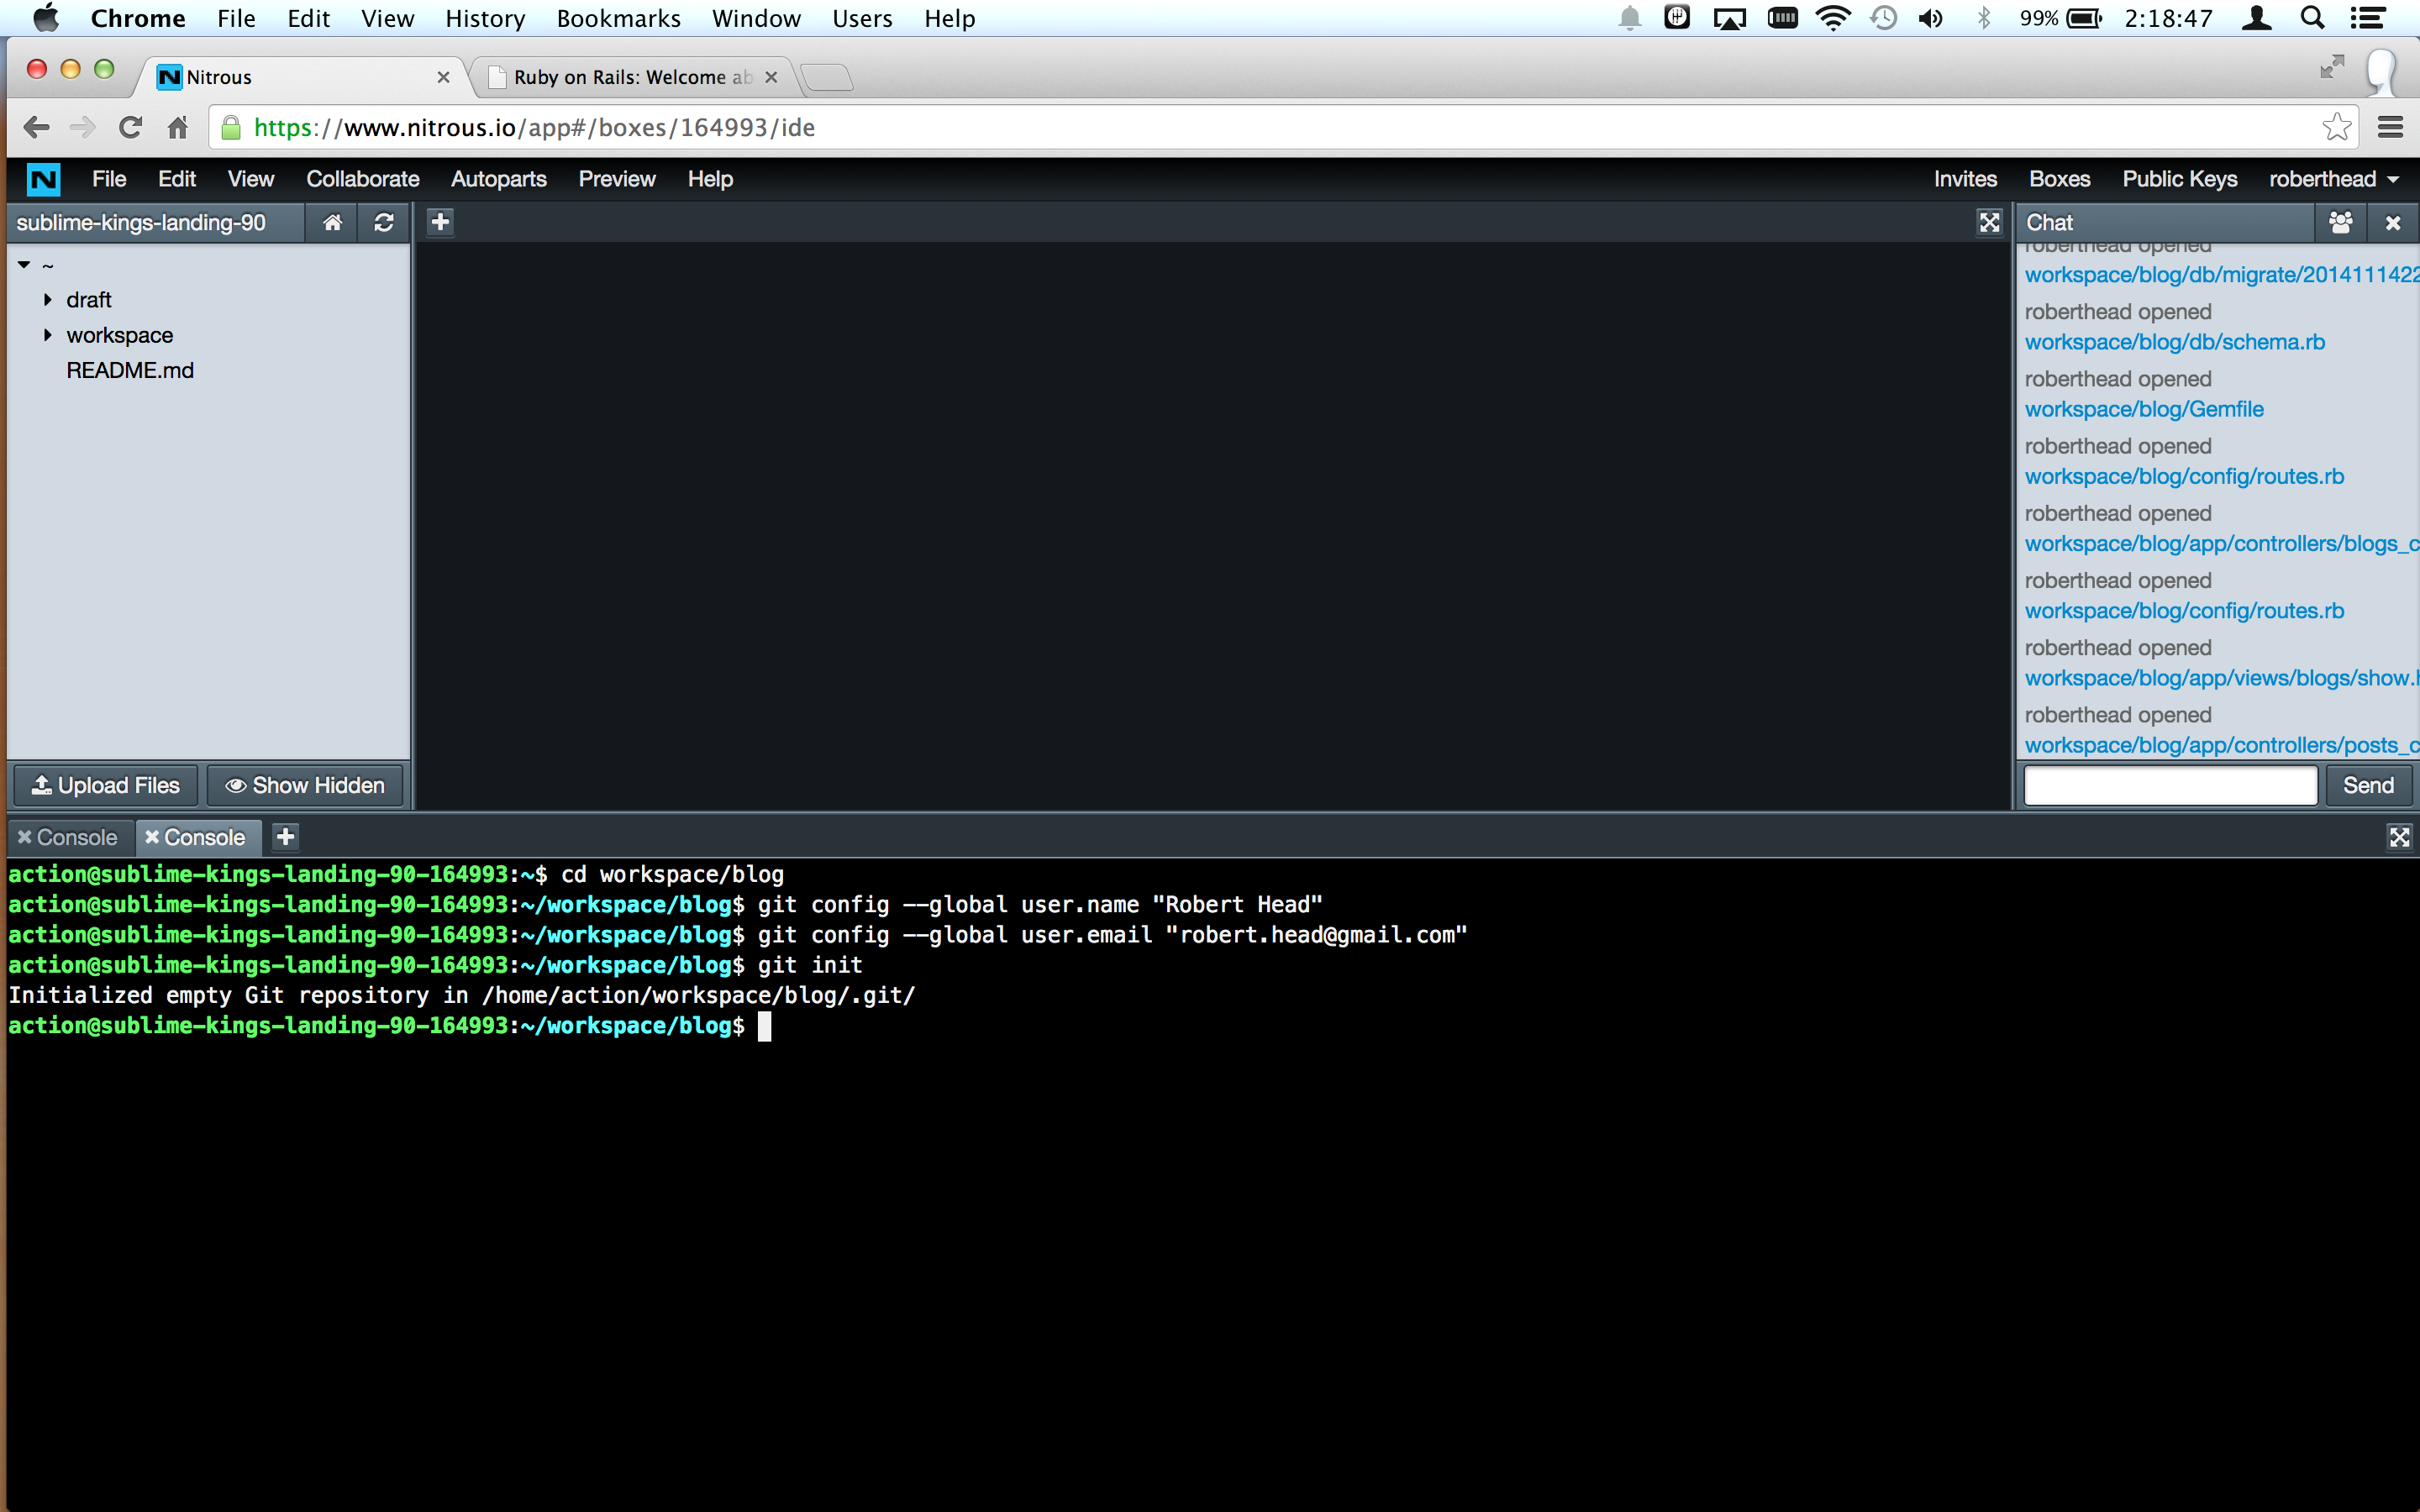 Chrome File Edit View History Bookmarks Window Users Help 99% 2:18:47
Nitrous Ruby on Rails: Welcome ab
https://www.nitrous.io/app#/boxes/164993/ide
N File Edit View Collaborate Autoparts Preview Help Invites Boxes Public Keys roberthead
sublime-kings-landing-90
~
draft
workspace
README.md
Upload Files Show Hidden
Chat
roberthead opened
workspace/blog/db/migrate/2014111422
roberthead opened
workspace/blog/db/schema.rb
roberthead opened
workspace/blog/Gemfile
roberthead opened
workspace/blog/config/routes.rb
roberthead opened
workspace/blog/app/controllers/blogs_c
roberthead opened
workspace/blog/config/routes.rb
roberthead opened
workspace/blog/app/views/blogs/show.h
roberthead opened
workspace/blog/app/controllers/posts_c
Send
Console Console
action@sublime-kings-landing-90-164993:~$ cd workspace/blog
action@sublime-kings-landing-90-164993:~/workspace/blog$ git config --global user.name "Robert Head"
action@sublime-kings-landing-90-164993:~/workspace/blog$ git config --global user.email "robert.head@gmail.com"
action@sublime-kings-landing-90-164993:~/workspace/blog$ git init
Initialized empty Git repository in /home/action/workspace/blog/.git/
action@sublime-kings-landing-90-164993:~/workspace/blog$